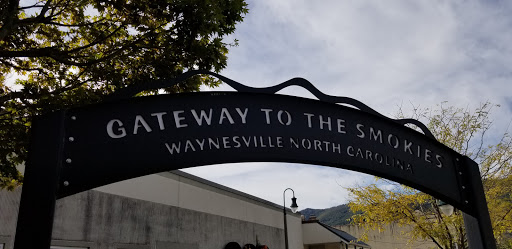 GATEWAY TO THE SMOKIES
WAYNESVILLE NORTH CAROLINA